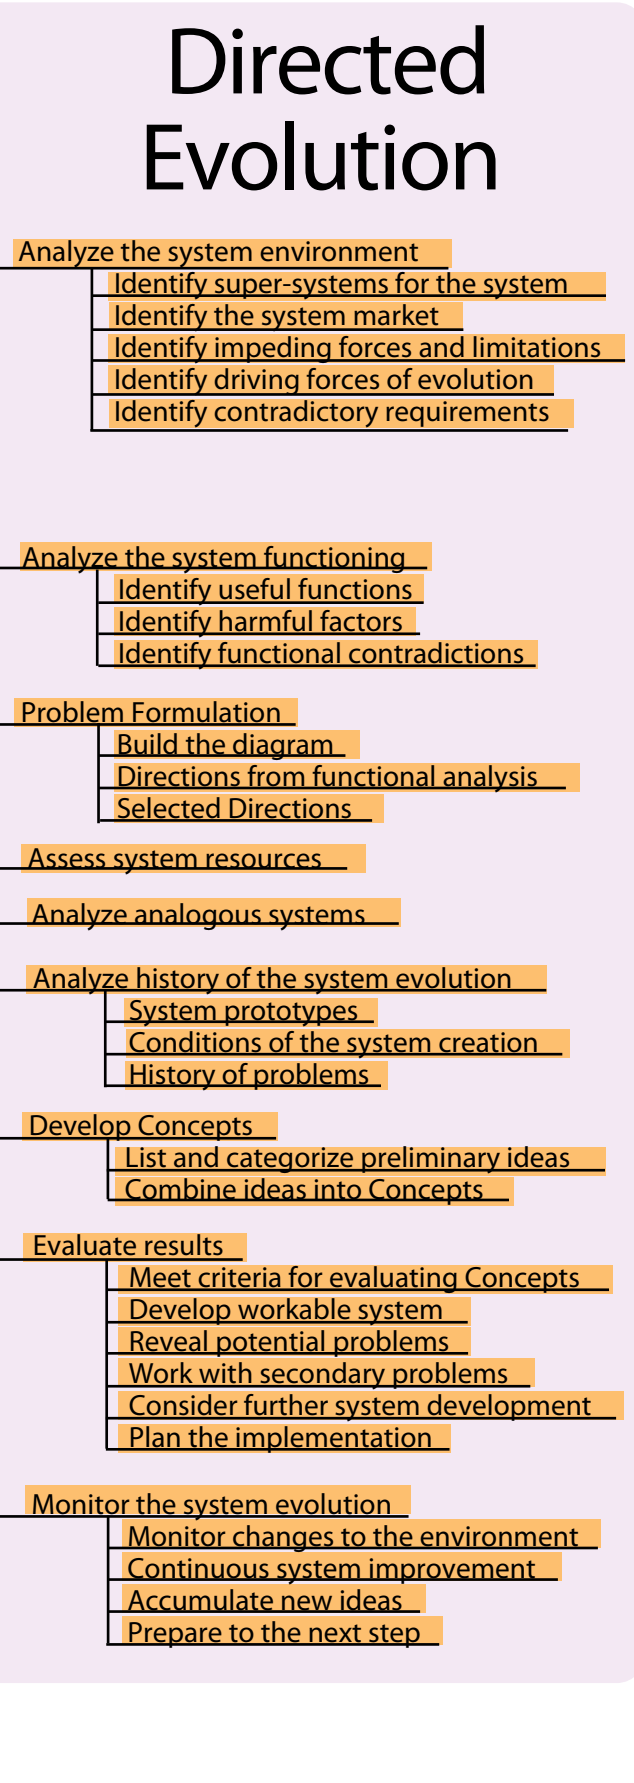 Directed
Evolution
Analyze the system environment
Identify super-systems for the system
Identify the system market
Identify impeding forces and limitations
Identify driving forces of evolution
Identify contradictory requirements
Analyze the system functioning
Identify useful functions
Identify harmful factors
Identify functional contradictions
Problem Formulation
Build the diagram
Directions from functional analysis
Selected Directions
Assess system resources
Analyze analogous systems
Analyze history of the system evolution
System prototypes
Conditions of the system creation
History of problems
Develop Concepts
List and categorize preliminary ideas
Combine ideas into Concepts
Evaluate results
Meet criteria for evaluating Concepts
Develop workable system
Reveal potential problems
Work with secondary problems
Consider further system development
Plan the implementation
Monitor the system evolution
Monitor changes to the environment
Continuous system improvement
Accumulate new ideas
Prepare to the next step